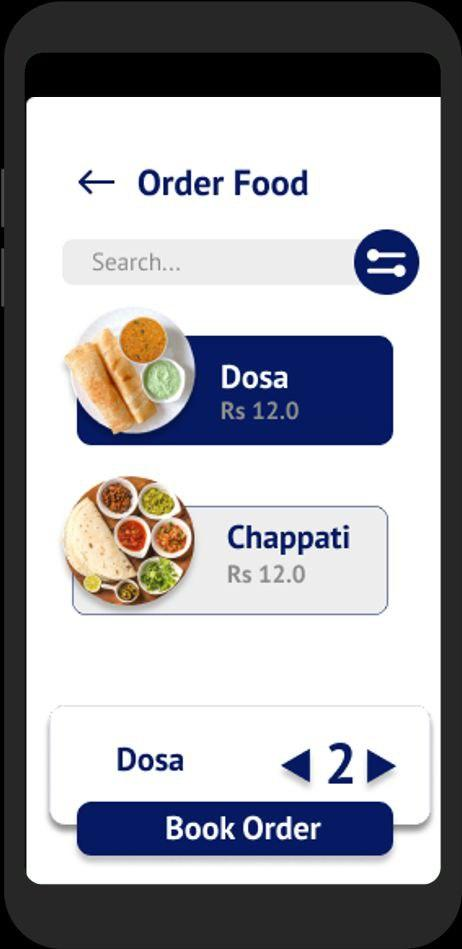 Order Food
Search...
Dosa
Rs 12.0
Chappati
Rs 12.0
Dosa
2
Book Order